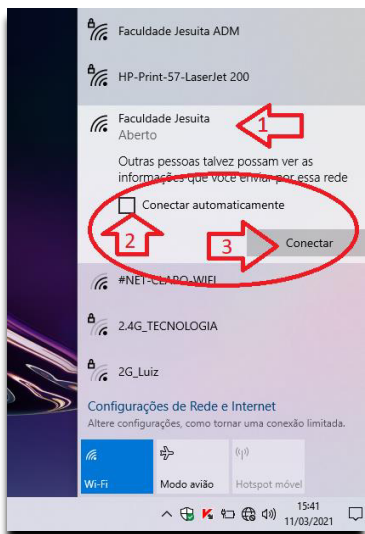 Faculdade Jesuita ADM
HP-Print-57-LaserJet 200
Faculdade Jesuita
1
Aberto
Outras pessoas talvez possam ver as
informações que você enviar por essa rede
Conectar automaticamente
2
3
Conectar
#NET-CLARO-WIFI
2.4G_TECNOLOGIA
2G_Luiz
Configurações de Rede e Internet
Altere configurações, como tornar uma conexão limitada.
Wi-Fi
Modo avião
Hotspot móvel
15:41
11/03/2021